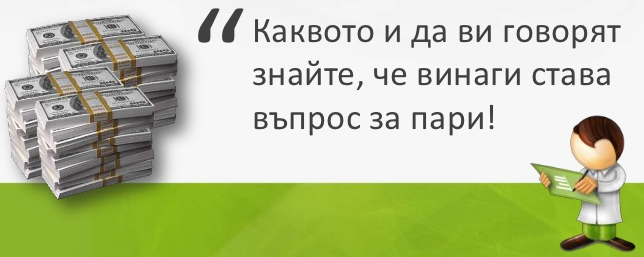 “ Каквото и да ви говорят
знайте, че винаги става
въпрос за пари!